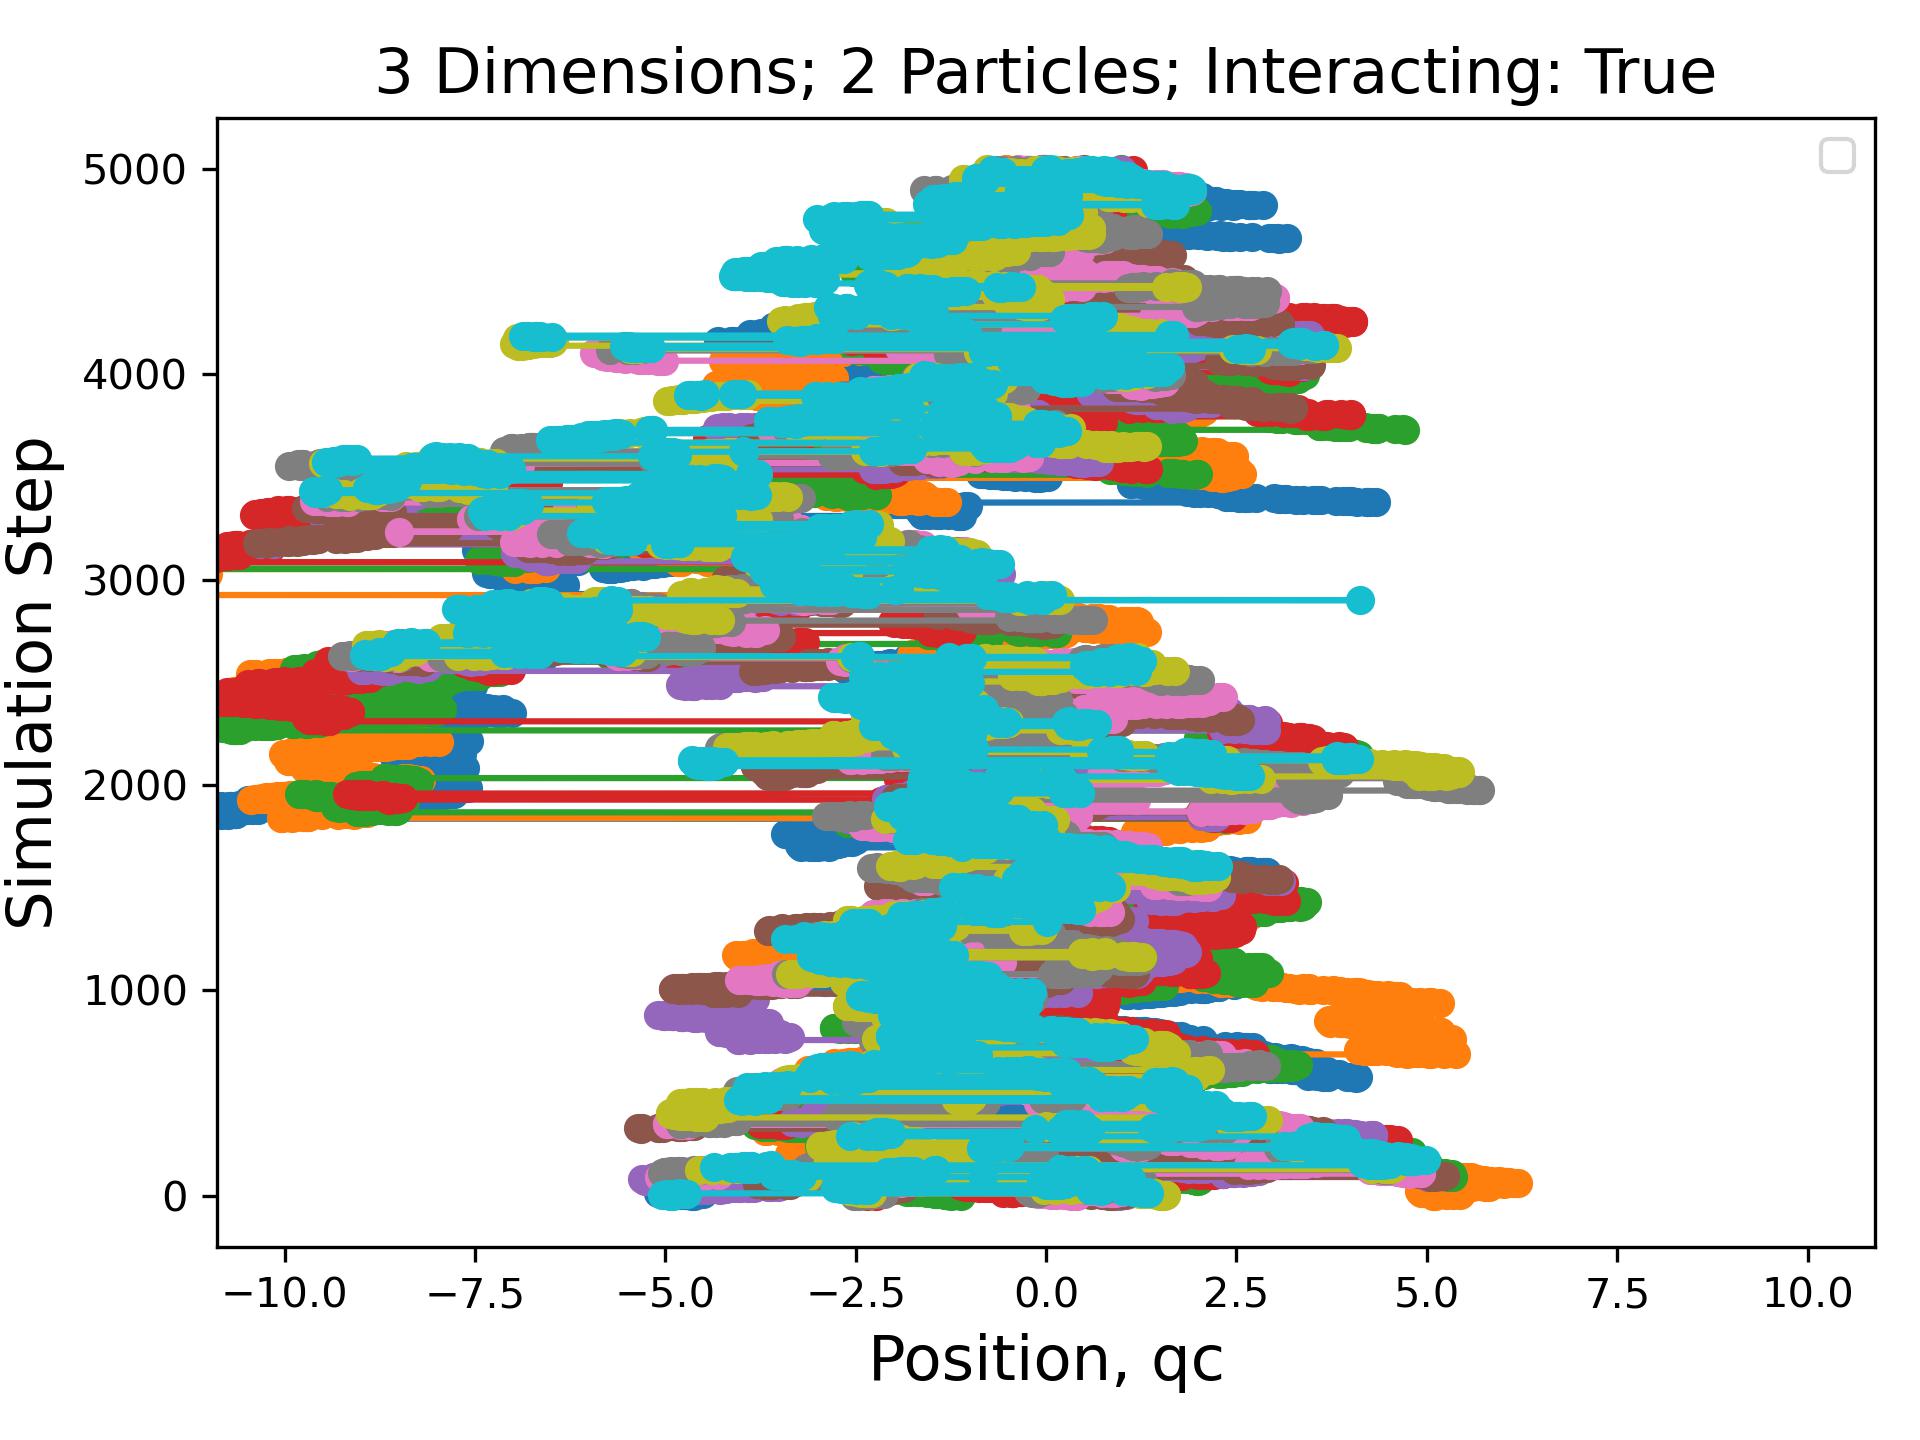 3 Dimensions; 2 Particles; Interacting: True
Simulation Step
5000
4000
3000
2000
1000
0
−10.0 −7.5 −5.0 −2.5 0.0 2.5 5.0 7.5 10.0
Position, qc